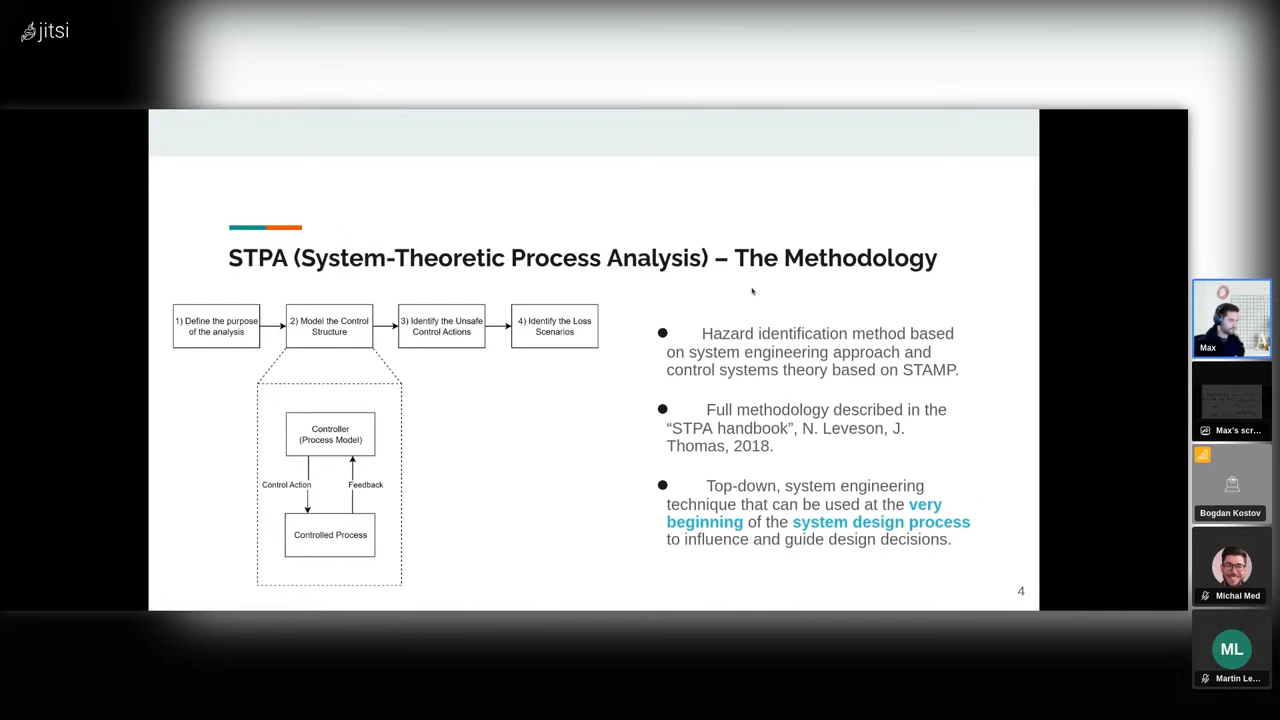 jitsi
STPA (System-Theoretic Process Analysis) – The Methodology
1) Define the purpose
of the analysis
2) Model the Control
Structure
3) Identify the Unsafe
Control Actions
4) Identify the Loss
Scenarios
Controller
(Process Model)
Control Action
Feedback
Controlled Process
● Hazard identification method based
on system engineering approach and
control systems theory based on STAMP.
● Full methodology described in the
“STPA handbook”, N. Leveson, J.
Thomas, 2018.
● Top-down, system engineering
technique that can be used at the very
beginning of the system design process
to influence and guide design decisions.
4
Max
Max's scr...
Bogdan Kostov
Michal Med
ML
Martin Le...